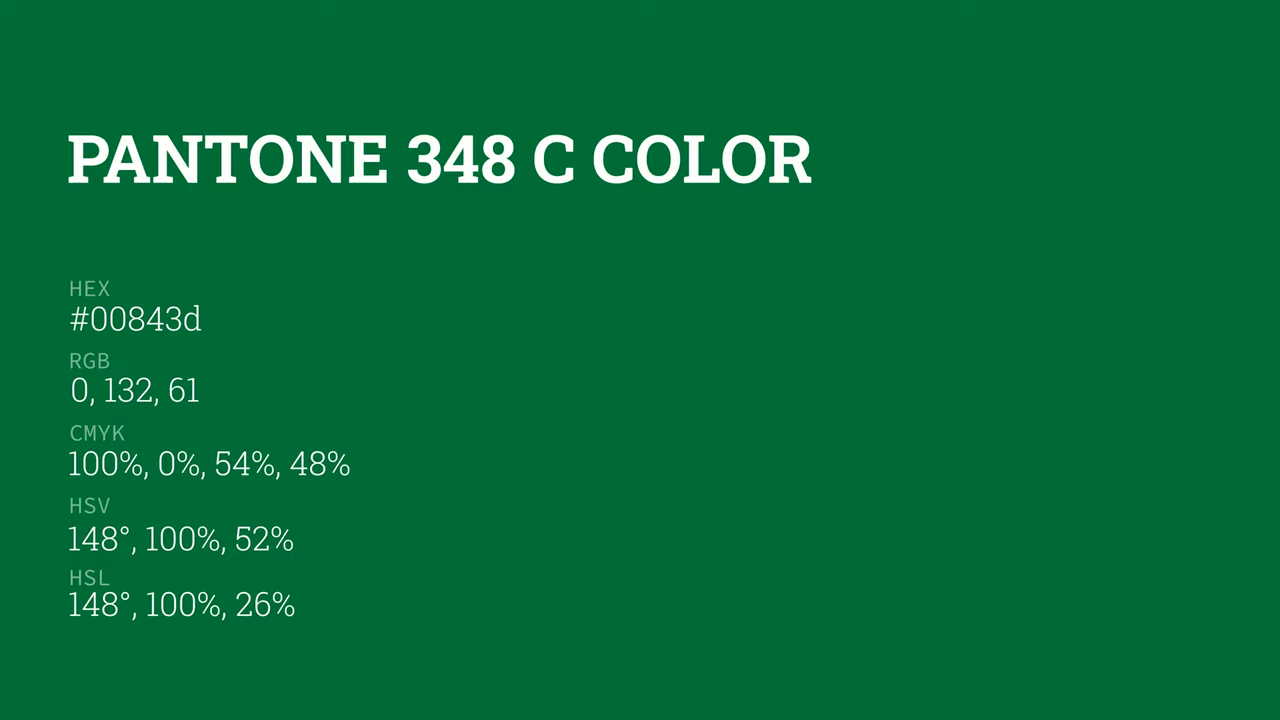 PANTONE 348 C COLOR
HEX
#00843d
RGB
0, 132, 61
CMYK
100%, 0%, 54%, 48%
HSV
148°, 100%, 52%
HSL
148°, 100%, 26%